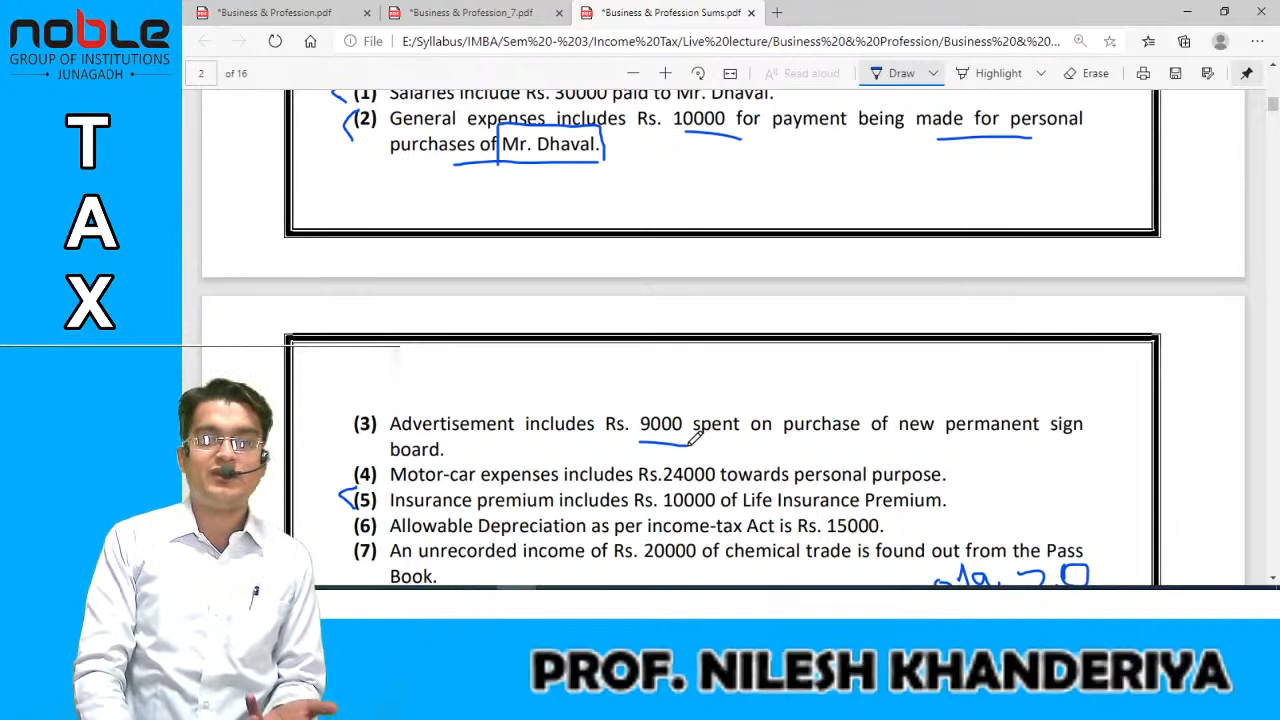 noble
GROUP OF INSTITUTIONS
JUNAGADH
T
A
X
*Business & Profession.pdf
*Business & Profession_7.pdf
*Business & Profession Sums.pdf
File
E:/Syllabus/IMBA/Sem%20-%203/Income%20Tax/Live%20lecture/Business%20&%20Profession/Business%20&%20...
2 of 16
Read aloud
Draw
Highlight
Erase
(1) Salaries include Rs. 30000 paid to Mr. Dhaval.
(2) General expenses includes Rs. 10000 for payment being made for personal
purchases of Mr. Dhaval.
(3) Advertisement includes Rs. 9000 spent on purchase of new permanent sign
board.
(4) Motor-car expenses includes Rs.24000 towards personal purpose.
(5) Insurance premium includes Rs. 10000 of Life Insurance Premium.
(6) Allowable Depreciation as per income-tax Act is Rs. 15000.
(7) An unrecorded income of Rs. 20000 of chemical trade is found out from the Pass
Book.
PROF. NILESH KHANDERIYA